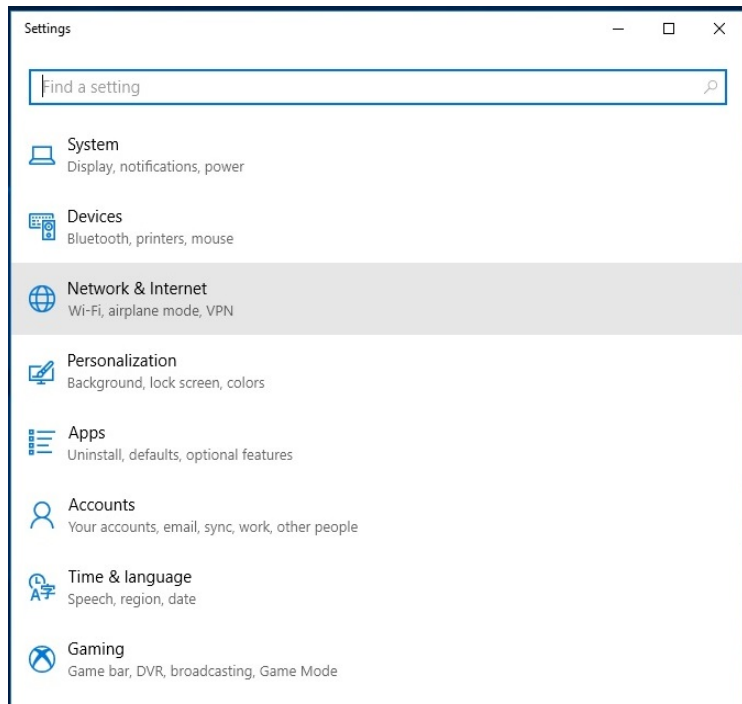 Settings
Find a setting
System
Display, notifications, power
Devices
Bluetooth, printers, mouse
Network & Internet
Wi-Fi, airplane mode, VPN
Personalization
Background, lock screen, colors
Apps
Uninstall, defaults, optional features
Accounts
Your accounts, email, sync, work, other people
Time & language
Speech, region, date
Gaming
Game bar, DVR, broadcasting, Game Mode